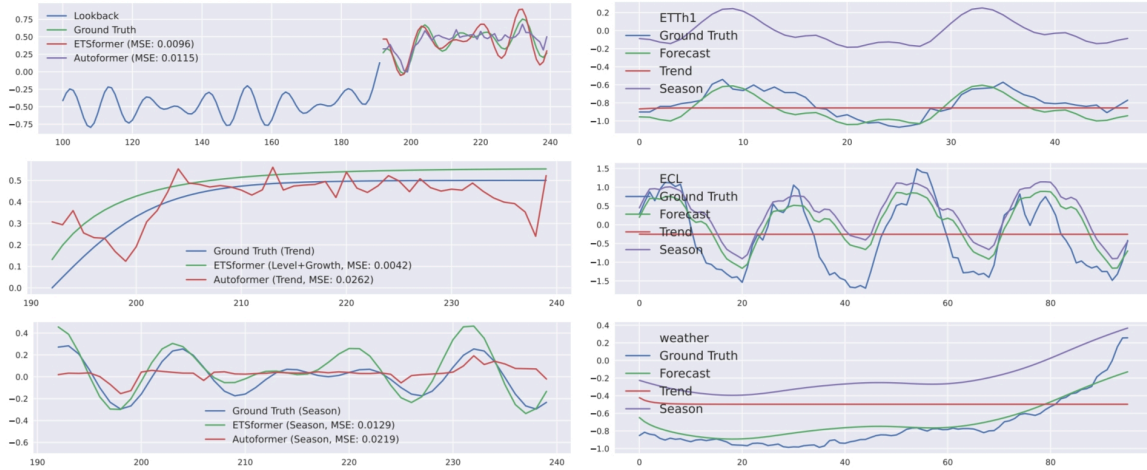 Lookback
Ground Truth
ETSformer (MSE: 0.0096)
Autoformer (MSE: 0.0115)
0.75
0.50
0.25
0.00
−0.25
−0.50
−0.75
100 120 140 160 180 200 220 240
Ground Truth (Trend)
ETSformer (Level+Growth, MSE: 0.0042)
Autoformer (Trend, MSE: 0.0262)
0.5
0.4
0.3
0.2
0.1
0.0
190 200 210 220 230 240
Ground Truth (Season)
ETSformer (Season, MSE: 0.0129)
Autoformer (Season, MSE: 0.0219)
0.4
0.2
0.0
−0.2
−0.4
−0.6
190 200 210 220 230 240
ETTh1
Ground Truth
Forecast
Trend
Season
0.2
0.0
−0.2
−0.4
−0.6
−0.8
−1.0
0 10 20 30 40
ECL
Ground Truth
Forecast
Trend
Season
1.5
1.0
0.5
0.0
−0.5
−1.0
−1.5
0 20 40 60 80
weather
Ground Truth
Forecast
Trend
Season
0.4
0.2
0.0
−0.2
−0.4
−0.6
−0.8
−1.0
0 20 40 60 80